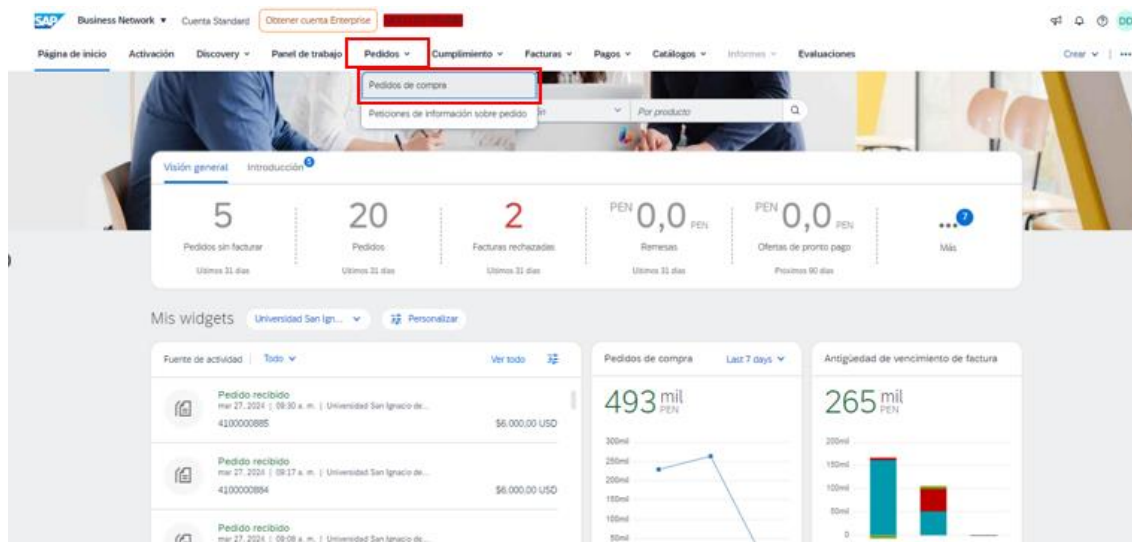 SAP Business Network Cuenta Standard Obtener cuenta Enterprise DD
Página de inicio Activación Discovery Panel de trabajo Pedidos Cumplimiento Facturas Pagos Catálogos Informes Evaluaciones Crear
Pedidos de compra
Peticiones de información sobre pedido Por producto
Visión general Introducción 5
5 20 2 PEN 0,0 PEN PEN 0,0 PEN ... 7
Pedidos sin facturar Pedidos Facturas rechazadas Remesas Ofertas de pronto pago Más
Últimos 31 días Últimos 31 días Últimos 31 días Últimos 31 días Próximos 90 días
Mis widgets Universidad San Ign... Personalizar
Fuente de actividad Todo Ver todo Pedidos de compra Last 7 days Antigüedad de vencimiento de factura
Pedido recibido
mar 27, 2024 | 09:30 a. m. | Universidad San Ignacio de...
4100000885 $6.000,00 USD
493 mil PEN 265 mil PEN
Pedido recibido
mar 27, 2024 | 09:17 a. m. | Universidad San Ignacio de...
4100000884 $6.000,00 USD
Pedido recibido
mar 27, 2024 | 09:08 a. m. | Universidad San Ignacio de...
300mil
250mil
200mil
150mil
100mil
50mil
200mil
150mil
100mil
50mil
0